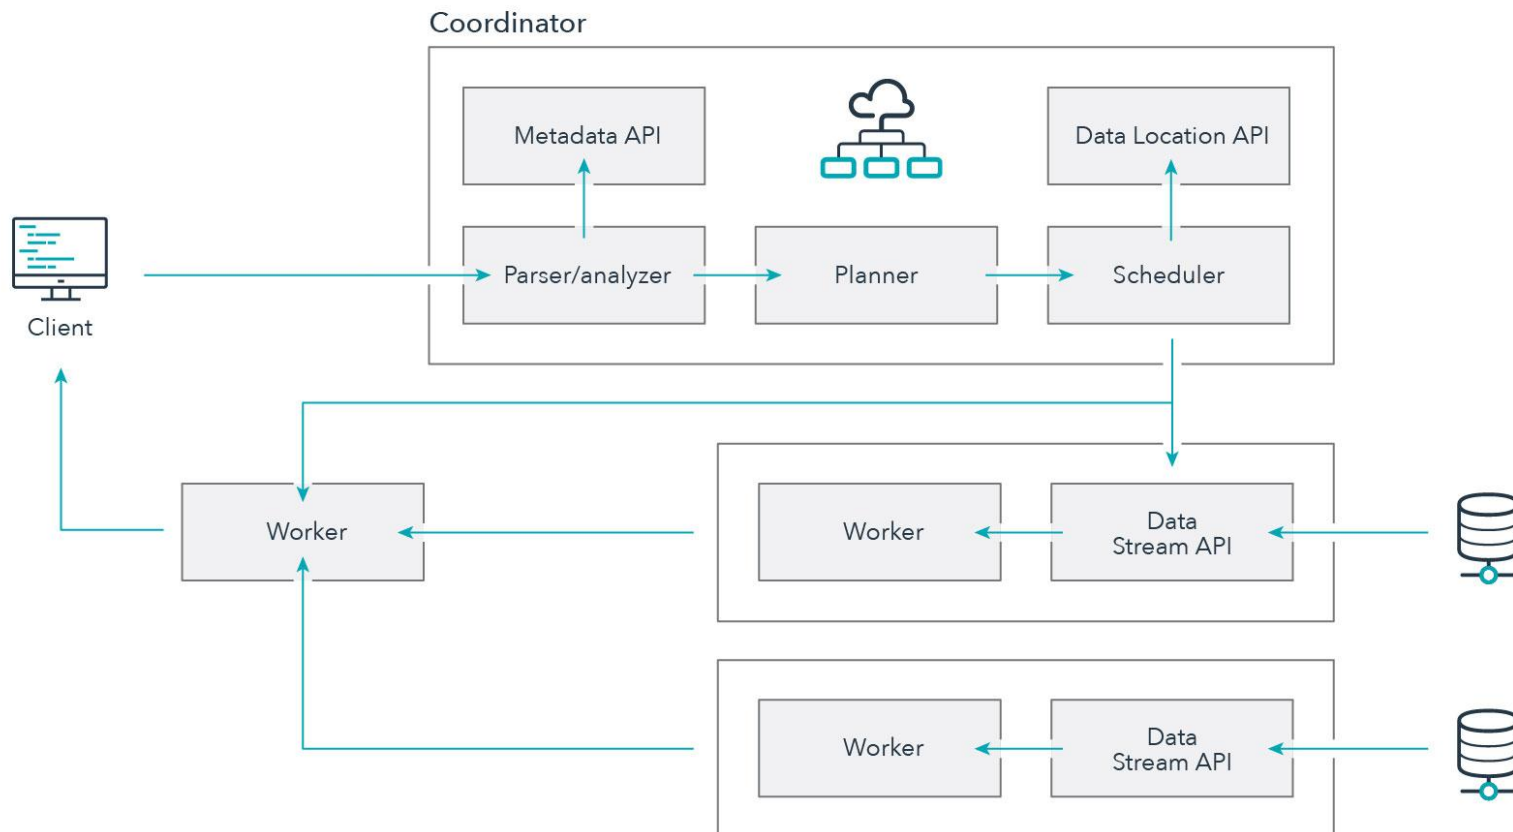 Coordinator
Metadata API
Data Location API
Parser/analyzer
Planner
Scheduler
Client
Worker
Worker
Data
Stream API
Worker
Data
Stream API